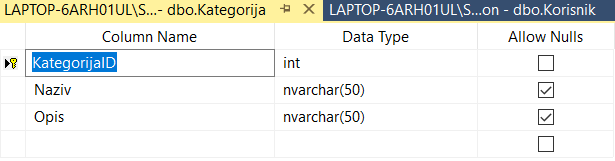 LAPTOP-6ARH01UL\S...- dbo.Kategorija LAPTOP-6ARH01UL\S...on - dbo.Korisnik
Column Name Data Type Allow Nulls
KategorijaID int
Naziv nvarchar(50)
Opis nvarchar(50)